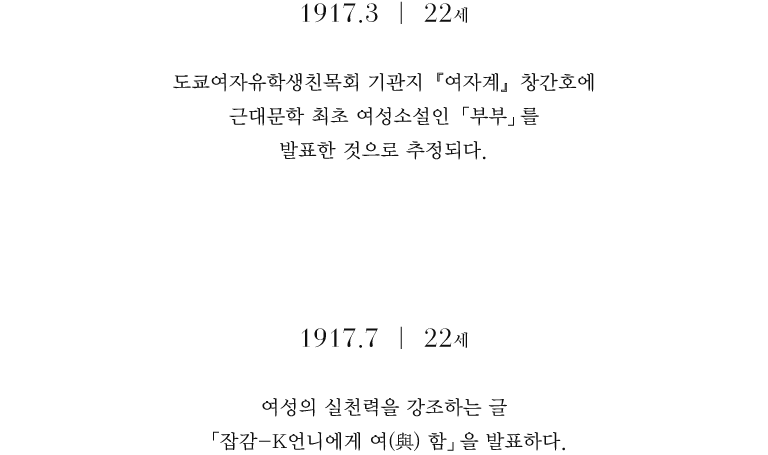 1917.3 | 22세
도쿄여자유학생친목회 기관지 『여자계』 창간호에
근대문학 최초 여성소설인 「부부」를
발표한 것으로 추정되다.
1917.7 | 22세
여성의 실천력을 강조하는 글
「잡감–K언니에게 여(與) 함」을 발표하다.